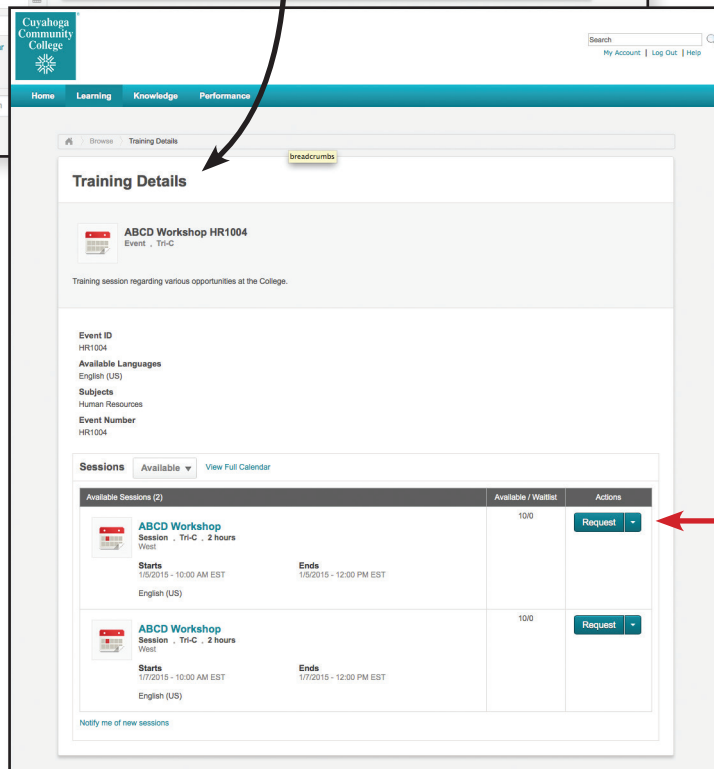 Cuyahoga
Community
College
Search
My Account | Log Out | Help
Home Learning Knowledge Performance
Browse Training Details
breadcrumbs
Training Details
ABCD Workshop HR1004
Event , Tri-C
Training session regarding various opportunities at the College.
Event ID
HR1004
Available Languages
English (US)
Subjects
Human Resources
Event Number
HR1004
Sessions Available View Full Calendar
Available Sessions (2) Available / Waitlist Actions
ABCD Workshop 10/0 Request
Session , Tri-C , 2 hours
West
Starts Ends
1/5/2015 - 10:00 AM EST 1/5/2015 - 12:00 PM EST
English (US)
ABCD Workshop 10/0 Request
Session , Tri-C , 2 hours
West
Starts Ends
1/7/2015 - 10:00 AM EST 1/7/2015 - 12:00 PM EST
English (US)
Notify me of new sessions